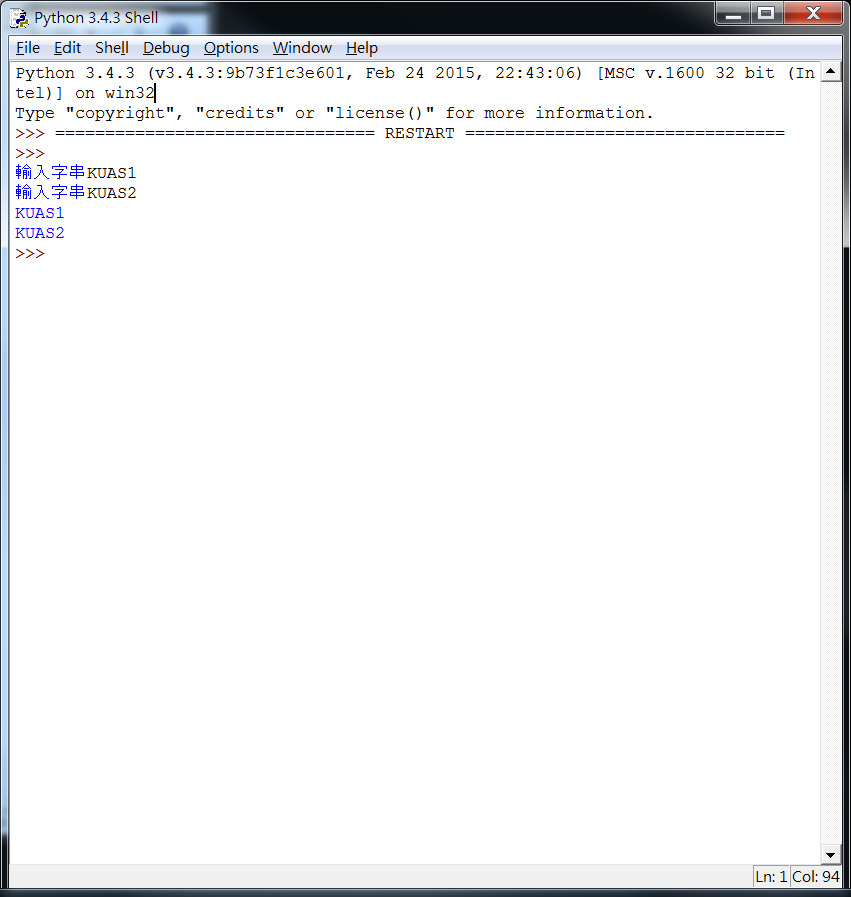 Python 3.4.3 Shell
File Edit Shell Debug Options Window Help
Python 3.4.3 (v3.4.3:9b73f1c3e601, Feb 24 2015, 22:43:06) [MSC v.1600 32 bit (In
tel)] on win32
Type "copyright", "credits" or "license()" for more information.
>>> ================================ RESTART ================================
>>>
輸入字串KUAS1
輸入字串KUAS2
KUAS1
KUAS2
>>>
Ln: 1 Col: 94